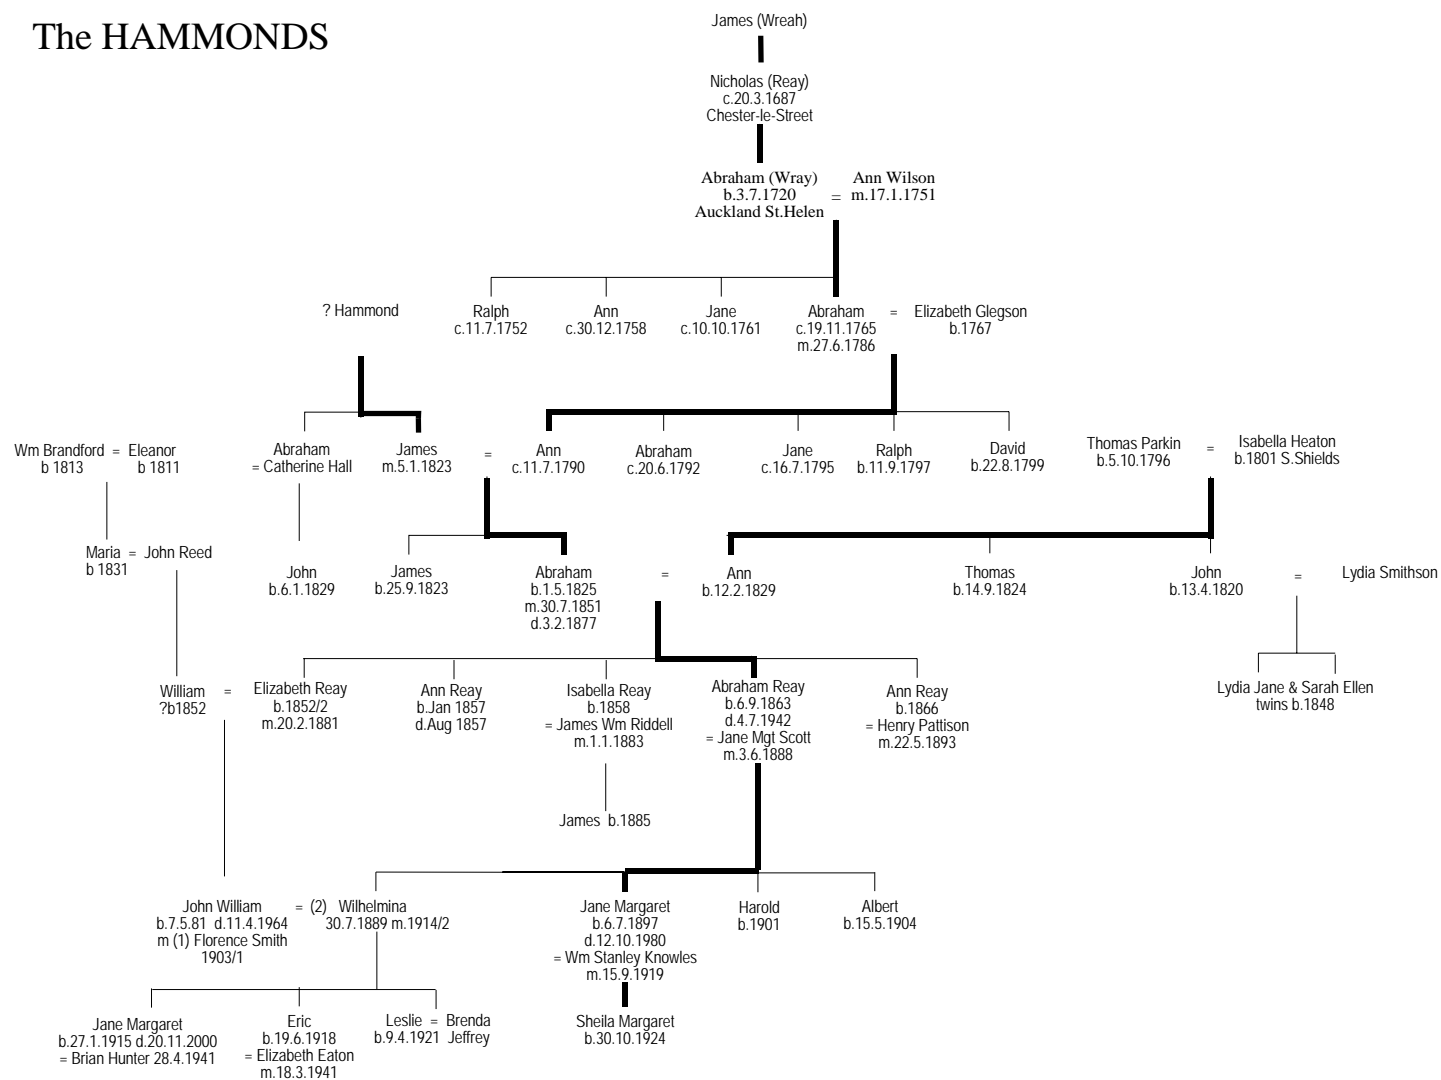 The HAMMONDS
James (Wreah)
Nicholas (Reay)
c.20.3.1687
Chester-le-Street
Abraham (Wray)
b.3.7.1720
Auckland St.Helen
=
Ann Wilson
m.17.1.1751
? Hammond
Ralph
c.11.7.1752
Ann
c.30.12.1758
Jane
c.10.10.1761
Abraham
c.19.11.1765
m.27.6.1786
=
Elizabeth Glegson
b.1767
Wm Brandford = Eleanor
b 1813 b 1811
Abraham
= Catherine Hall
James
m.5.1.1823
=
Ann
c.11.7.1790
Abraham
c.20.6.1792
Jane
c.16.7.1795
Ralph
b.11.9.1797
David
b.22.8.1799
Thomas Parkin
b.5.10.1796
=
Isabella Heaton
b.1801 S.Shields
Maria = John Reed
b 1831
John
b.6.1.1829
James
b.25.9.1823
Abraham
b.1.5.1825
m.30.7.1851
d.3.2.1877
=
Ann
b.12.2.1829
Thomas
b.14.9.1824
John
b.13.4.1820
=
Lydia Smithson
William
?b1852
=
Elizabeth Reay
b.1852/2
m.20.2.1881
Ann Reay
b.Jan 1857
d.Aug 1857
Isabella Reay
b.1858
= James Wm Riddell
m.1.1.1883
Abraham Reay
b.6.9.1863
d.4.7.1942
= Jane Mgt Scott
m.3.6.1888
Ann Reay
b.1866
= Henry Pattison
m.22.5.1893
Lydia Jane & Sarah Ellen
twins b.1848
James b.1885
John William
b.7.5.81 d.11.4.1964
m (1) Florence Smith
1903/1
= (2) Wilhelmina
30.7.1889 m.1914/2
Jane Margaret
b.6.7.1897
d.12.10.1980
= Wm Stanley Knowles
m.15.9.1919
Harold
b.1901
Albert
b.15.5.1904
Jane Margaret
b.27.1.1915 d.20.11.2000
= Brian Hunter 28.4.1941
Eric
b.19.6.1918
= Elizabeth Eaton
m.18.3.1941
Leslie = Brenda
b.9.4.1921 Jeffrey
Sheila Margaret
b.30.10.1924